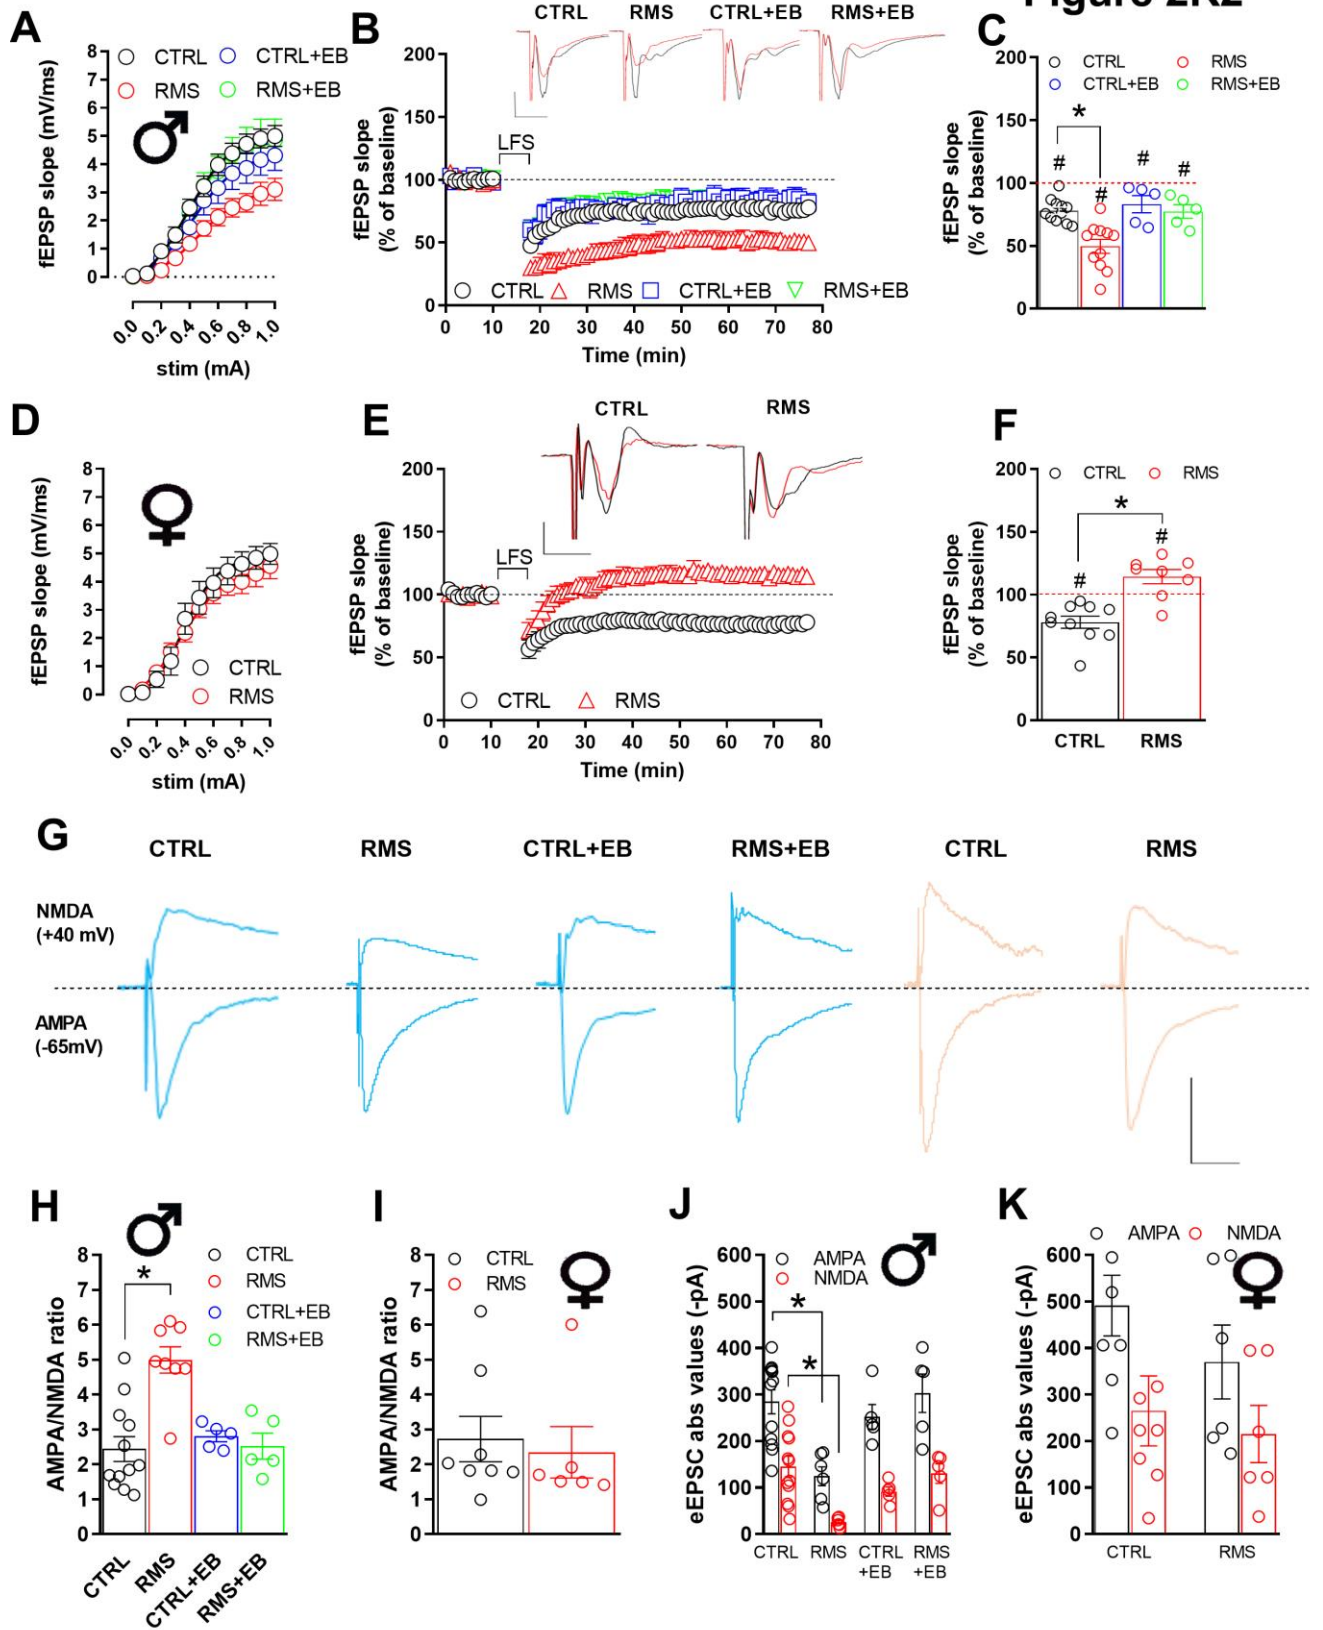 A
B
C
CTRL
RMS
CTRL+EB
RMS+EB
fEPSP slope (mV/ms)
8
7
6
5
4
3
2
1
0
0.0
0.2
0.4
0.6
0.8
1.0
stim (mA)
CTRL RMS CTRL+EB RMS+EB
fEPSP slope
(% of baseline)
200
150
100
50
0
LFS
CTRL RMS CTRL+EB RMS+EB
0 10 20 30 40 50 60 70 80
Time (min)
CTRL RMS
CTRL+EB RMS+EB
fEPSP slope
(% of baseline)
200
150
100
50
0
*
# # # #
D
E
F
fEPSP slope (mV/ms)
8
7
6
5
4
3
2
1
0
CTRL
RMS
0.0
0.2
0.4
0.6
0.8
1.0
stim (mA)
CTRL RMS
fEPSP slope
(% of baseline)
200
150
100
50
0
LFS
CTRL RMS
0 10 20 30 40 50 60 70 80
Time (min)
CTRL RMS
fEPSP slope
(% of baseline)
200
150
100
50
0
*
# #
CTRL RMS
G
CTRL RMS CTRL+EB RMS+EB CTRL RMS
NMDA
(+40 mV)
AMPA
(-65mV)
H
I
J
K
AMPA/NMDA ratio
8
7
6
5
4
3
2
1
0
*
CTRL
RMS
CTRL+EB
RMS+EB
CTRL
RMS
CTRL+EB
RMS+EB
AMPA/NMDA ratio
8
7
6
5
4
3
2
1
0
CTRL
RMS
eEPSC abs values (-pA)
600
500
400
300
200
100
0
AMPA
NMDA
*
*
CTRL RMS CTRL RMS
+EB +EB
eEPSC abs values (-pA)
600
500
400
300
200
100
0
AMPA NMDA
CTRL RMS